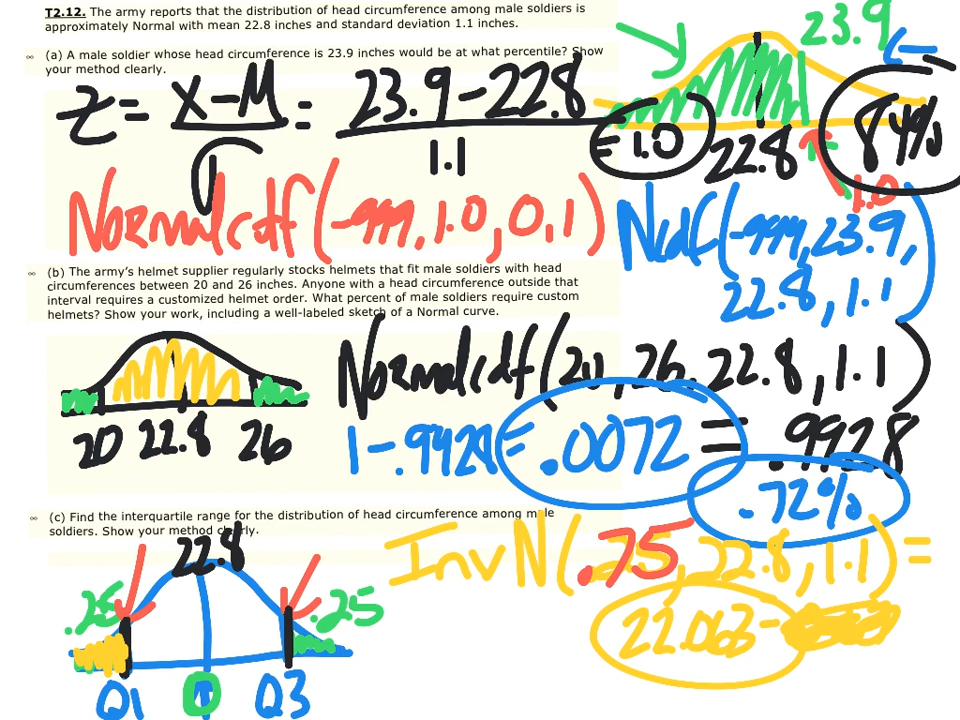 T2.12. The army reports that the distribution of head circumference among male soldiers is
approximately Normal with mean 22.8 inches and standard deviation 1.1 inches.
(a) A male soldier whose head circumference is 23.9 inches would be at what percentile? Show
your method clearly.
23.9
Z = X-M / σ = 23.9-22.8 / 1.1
= 1.0
22.8
84%
1.0
Normalcdf(-999,1.0,0,1)
Ncdf(-999,23.9,
22.8,1.1)
(b) The army's helmet supplier regularly stocks helmets that fit male soldiers with head
circumferences between 20 and 26 inches. Anyone with a head circumference outside that
interval requires a customized helmet order. What percent of male soldiers require custom
helmets? Show your work, including a well-labeled sketch of a Normal curve.
Normalcdf(20,26,22.8,1.1)
20 22.8 26
= .9928
1-.9428= .0072
.72%
(c) Find the interquartile range for the distribution of head circumference among male
soldiers. Show your method clearly.
22.8
InvN(.75,22.8,1.1)=
.25
.25
22.063-
Q1
Q3